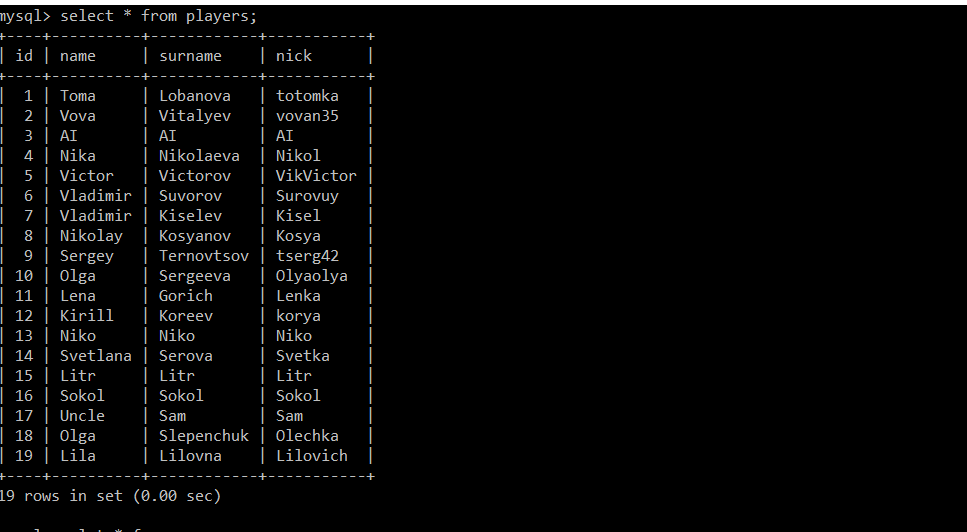 mysql> select * from players;
+----+----------+------------+-----------+
| id | name     | surname    | nick      |
+----+----------+------------+-----------+
|  1 | Toma     | Lobanova   | totomka   |
|  2 | Vova     | Vitalyev   | vovan35   |
|  3 | AI       | AI         | AI        |
|  4 | Nika     | Nikolaeva  | Nikol     |
|  5 | Victor   | Victorov   | VikVictor |
|  6 | Vladimir | Suvorov    | Surovuy   |
|  7 | Vladimir | Kiselev    | Kisel     |
|  8 | Nikolay  | Kosyanov   | Kosya     |
|  9 | Sergey   | Ternovtsov | tserg42   |
| 10 | Olga     | Sergeeva   | Olyaolya  |
| 11 | Lena     | Gorich     | Lenka     |
| 12 | Kirill   | Koreev     | korya     |
| 13 | Niko     | Niko       | Niko      |
| 14 | Svetlana | Serova     | Svetka    |
| 15 | Litr     | Litr       | Litr      |
| 16 | Sokol    | Sokol      | Sokol     |
| 17 | Uncle    | Sam        | Sam       |
| 18 | Olga     | Slepenchuk | Olechka   |
| 19 | Lila     | Lilovna    | Lilovich  |
+----+----------+------------+-----------+
19 rows in set (0.00 sec)